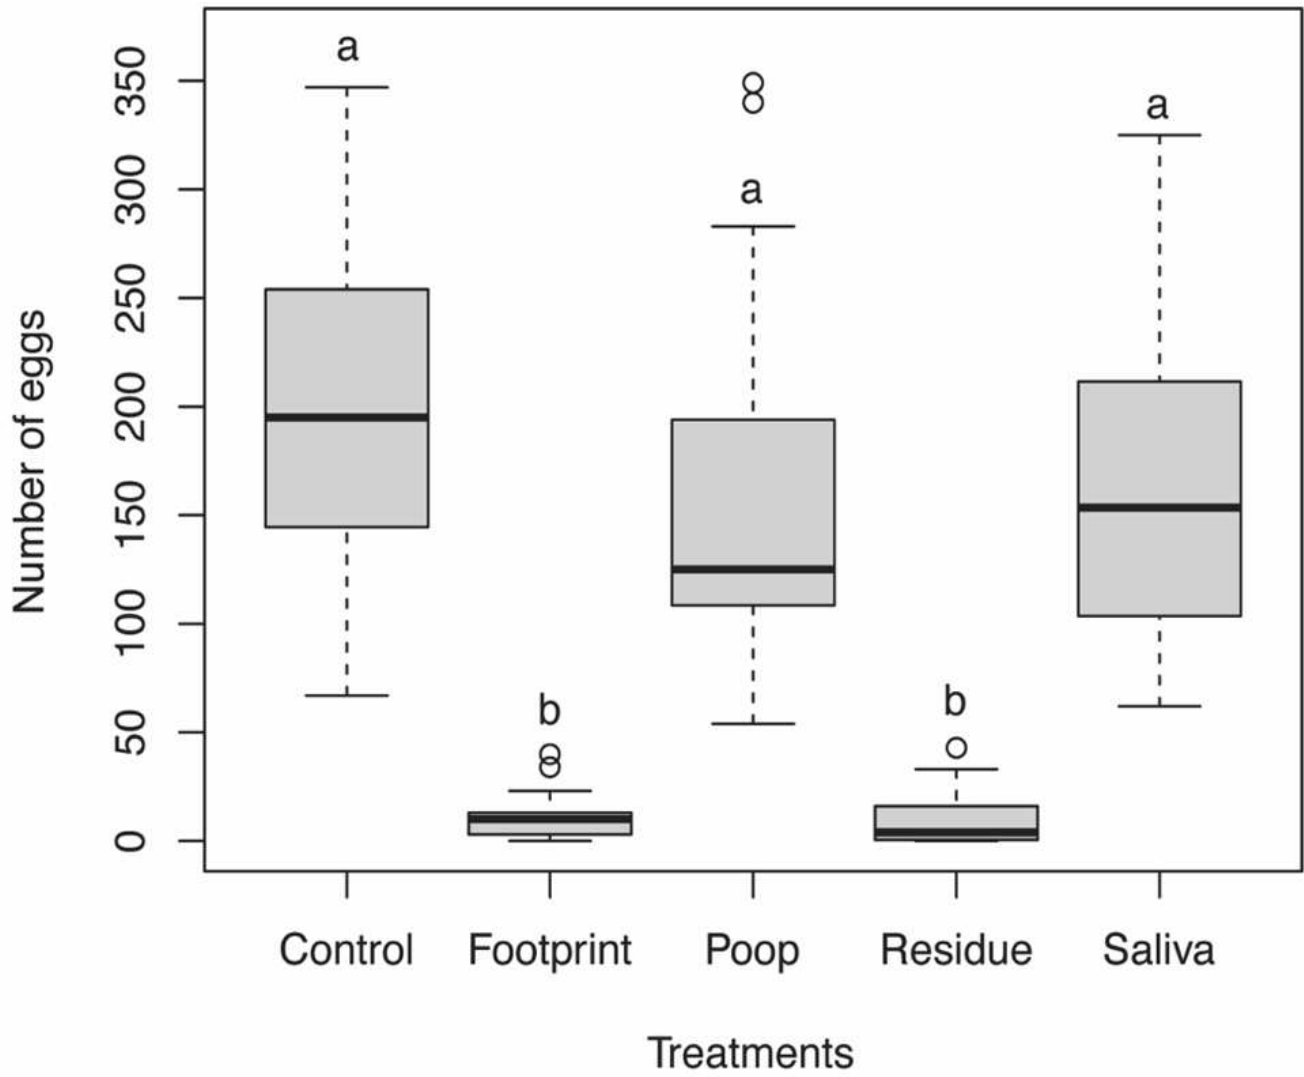 a
a
a
b
b
Number of eggs
350
300
250
200
150
100
50
0
Control Footprint Poop Residue Saliva
Treatments